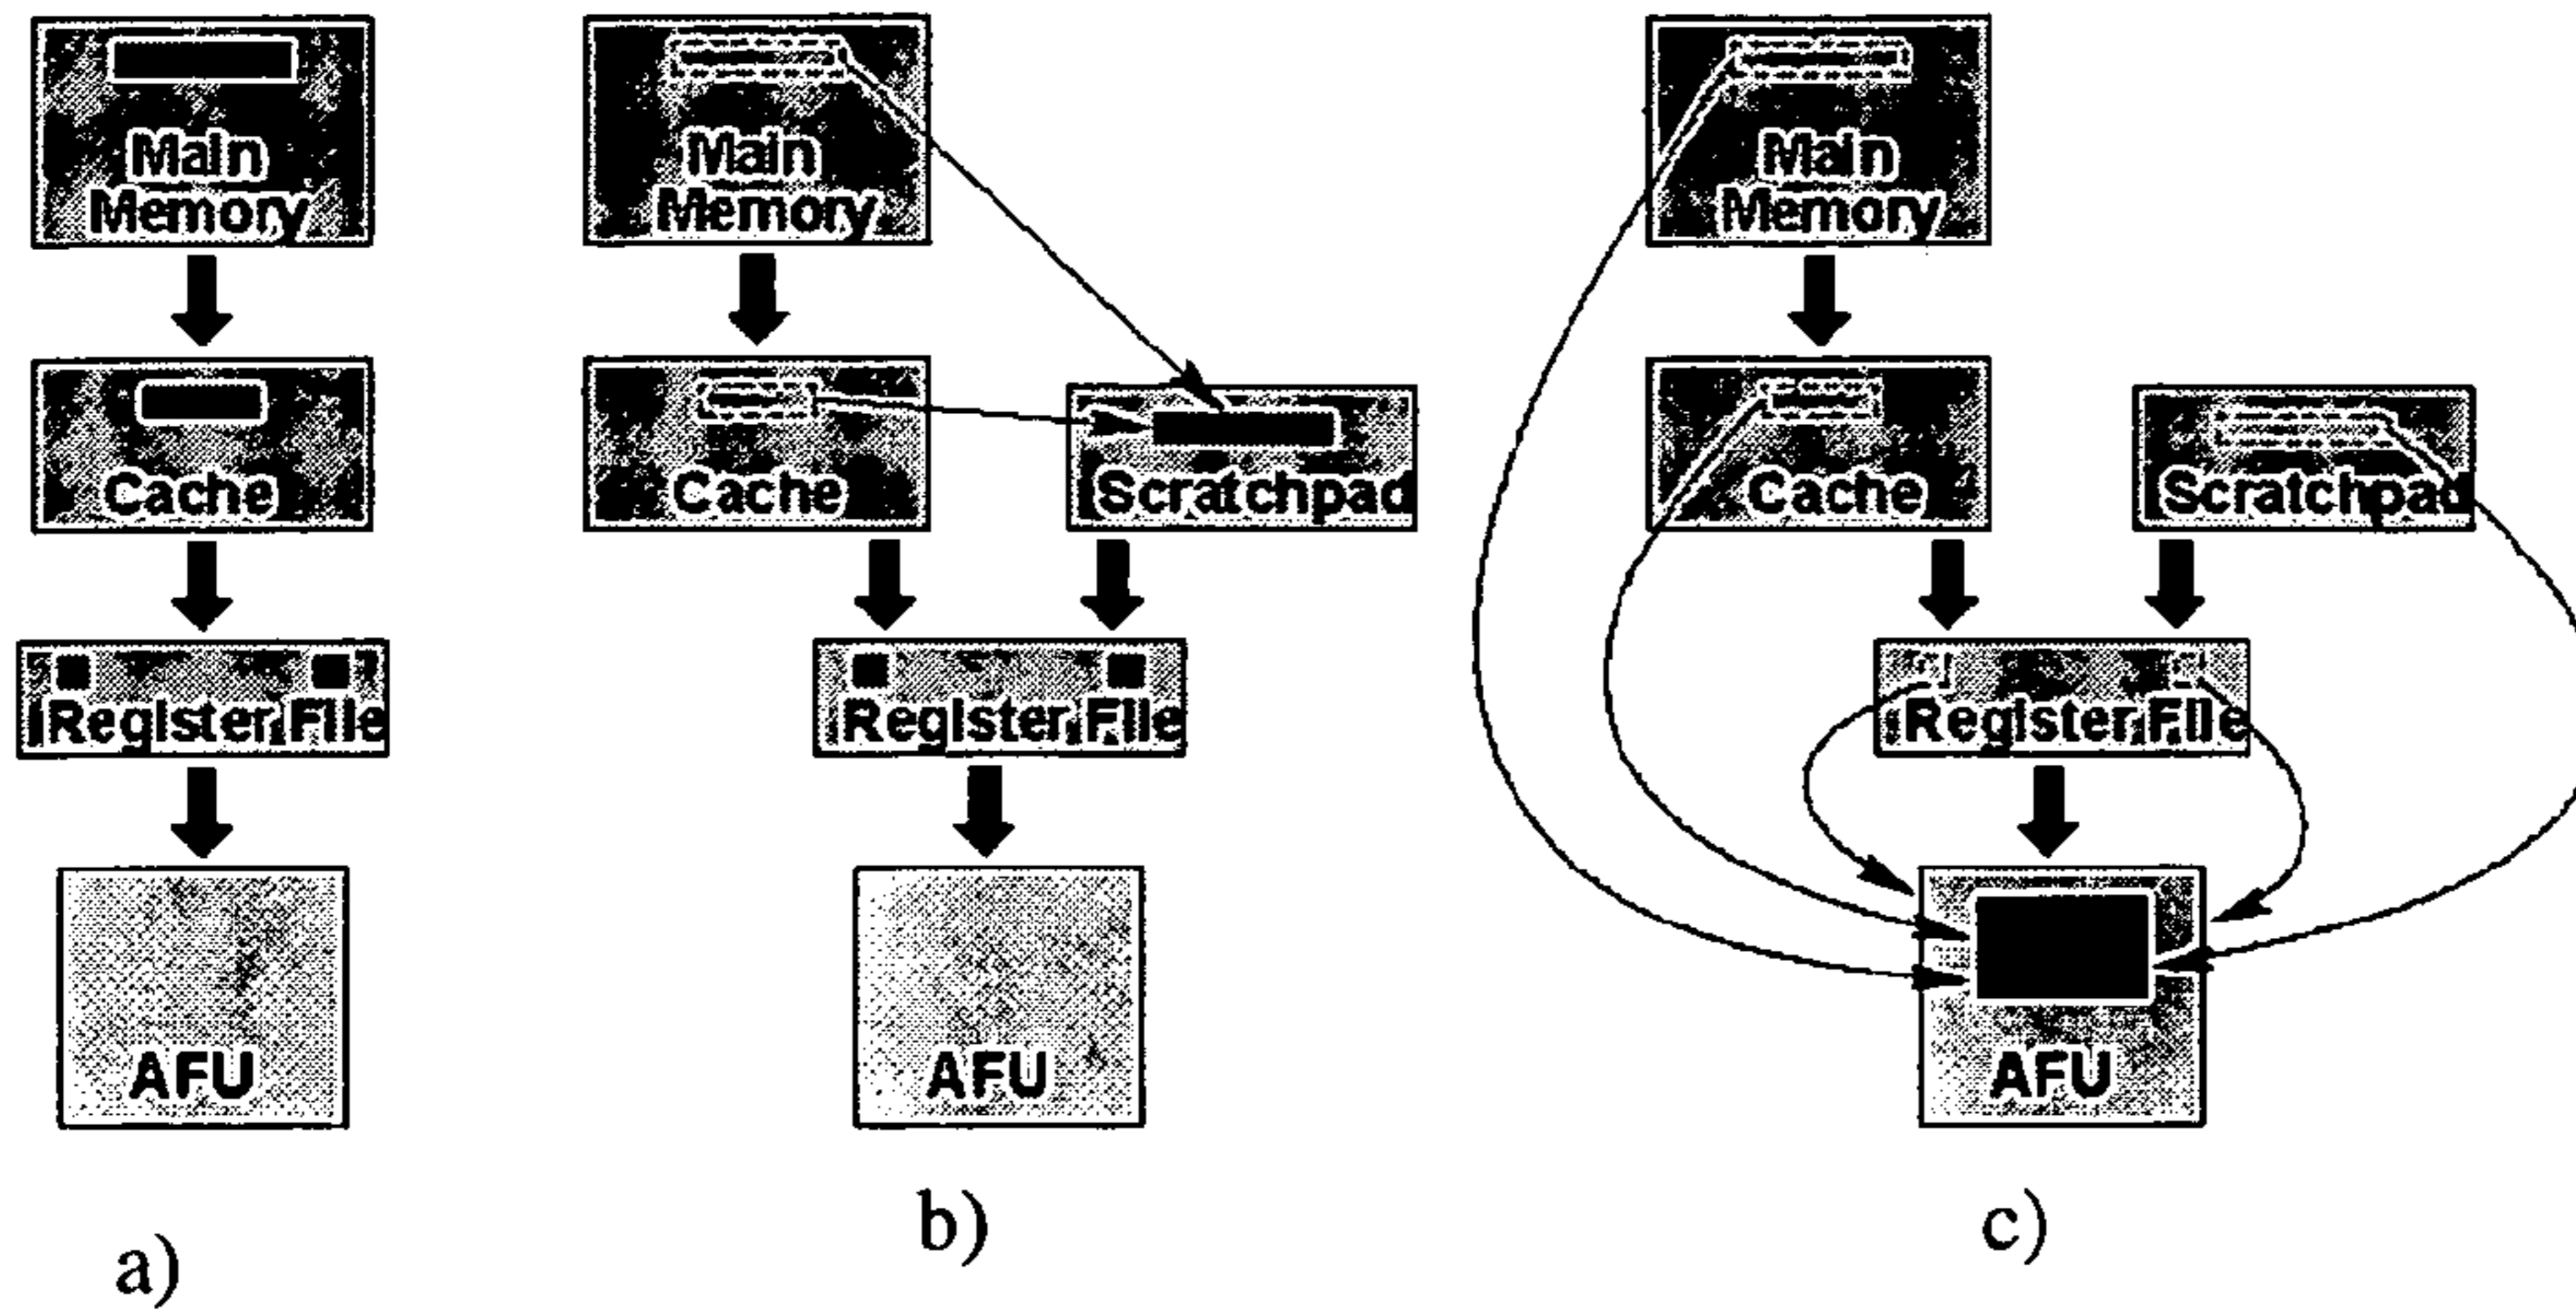 Main
Memory
Cache
Register File
AFU
a)
Main
Memory
Cache
Scratchpad
Register File
AFU
b)
Main
Memory
Cache
Scratchpad
Register File
AFU
c)